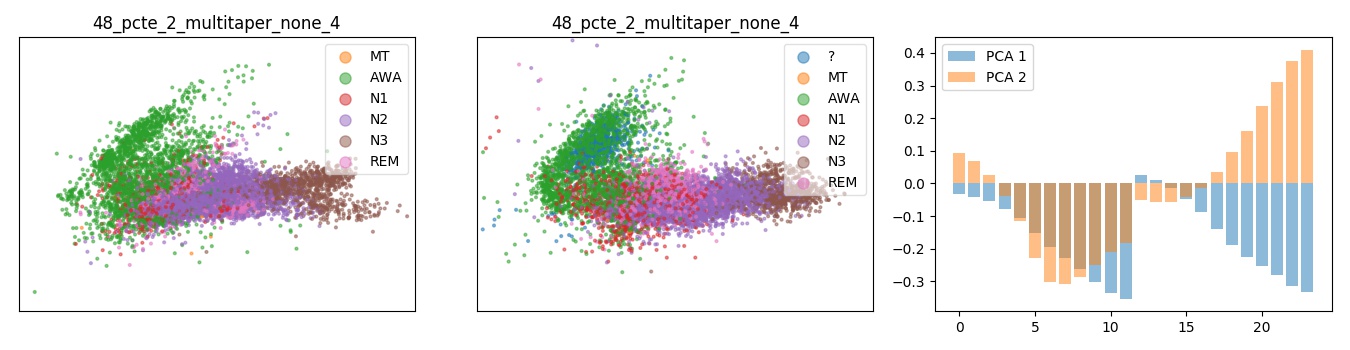 48_pcte_2_multitaper_none_4
MT
AWA
N1
N2
N3
REM
48_pcte_2_multitaper_none_4
?
MT
AWA
N1
N2
N3
REM
PCA 1
PCA 2
0.4
0.3
0.2
0.1
0.0
−0.1
−0.2
−0.3
0 5 10 15 20